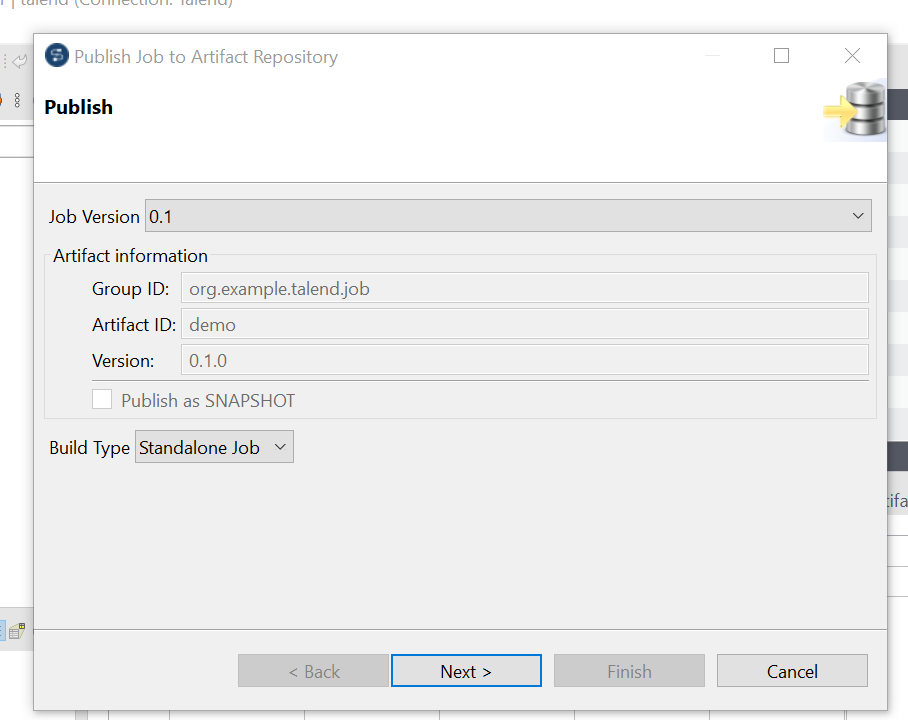 r | talend (Connection: Talend)
Publish Job to Artifact Repository
Publish
Job Version 0.1
Artifact information
Group ID: org.example.talend.job
Artifact ID: demo
Version: 0.1.0
Publish as SNAPSHOT
Build Type Standalone Job
tifa
< Back Next > Finish Cancel